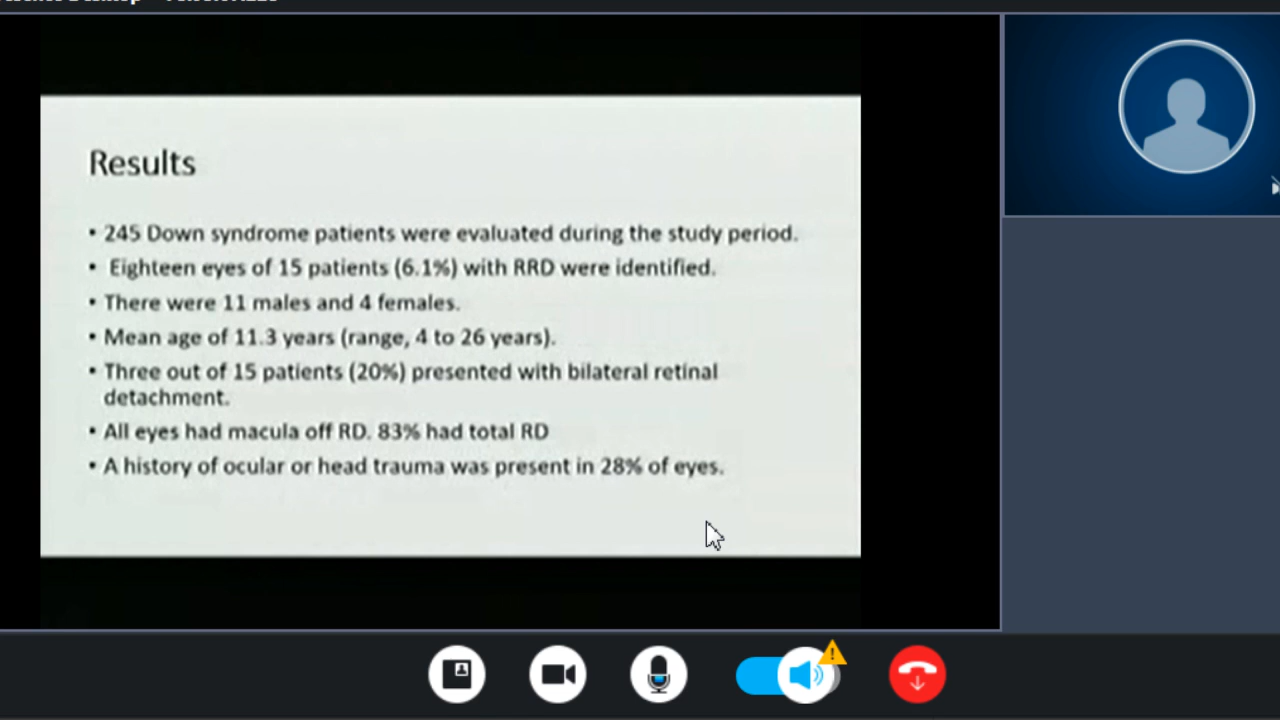 Results
• 245 Down syndrome patients were evaluated during the study period.
• Eighteen eyes of 15 patients (6.1%) with RRD were identified.
• There were 11 males and 4 females.
• Mean age of 11.3 years (range, 4 to 26 years).
• Three out of 15 patients (20%) presented with bilateral retinal
detachment.
• All eyes had macula off RD. 83% had total RD
• A history of ocular or head trauma was present in 28% of eyes.